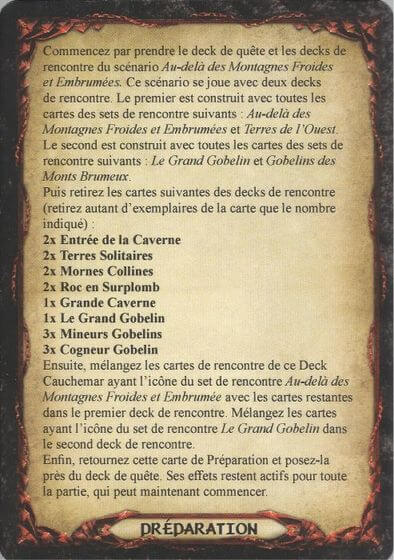 Commencez par prendre le deck de quête et les decks de
rencontre du scénario Au-delà des Montagnes Froides
et Embrumées. Ce scénario se joue avec deux decks
de rencontre. Le premier est construit avec toutes les
cartes des sets de rencontre suivants : Au-delà des
Montagnes Froides et Embrumées et Terres de l'Ouest.
Le second est construit avec toutes les cartes des sets de
rencontre suivants : Le Grand Gobelin et Gobelins des
Monts Brumeux.
Puis retirez les cartes suivantes des decks de rencontre
(retirez autant d'exemplaires de la carte que le nombre
indiqué) :
2x Entrée de la Caverne
2x Terres Solitaires
2x Mornes Collines
2x Roc en Surplomb
1x Grande Caverne
1x Le Grand Gobelin
3x Mineurs Gobelins
3x Cogneur Gobelin
Ensuite, mélangez les cartes de rencontre de ce Deck
Cauchemar ayant l'icône du set de rencontre Au-delà des
Montagnes Froides et Embrumée avec les cartes restantes
dans le premier deck de rencontre. Mélangez les cartes
ayant l'icône du set de rencontre Le Grand Gobelin dans
le second deck de rencontre.
Enfin, retournez cette carte de Préparation et posez-la
près du deck de quête. Ses effets restent actifs pour toute
la partie, qui peut maintenant commencer.
PRÉPARATION